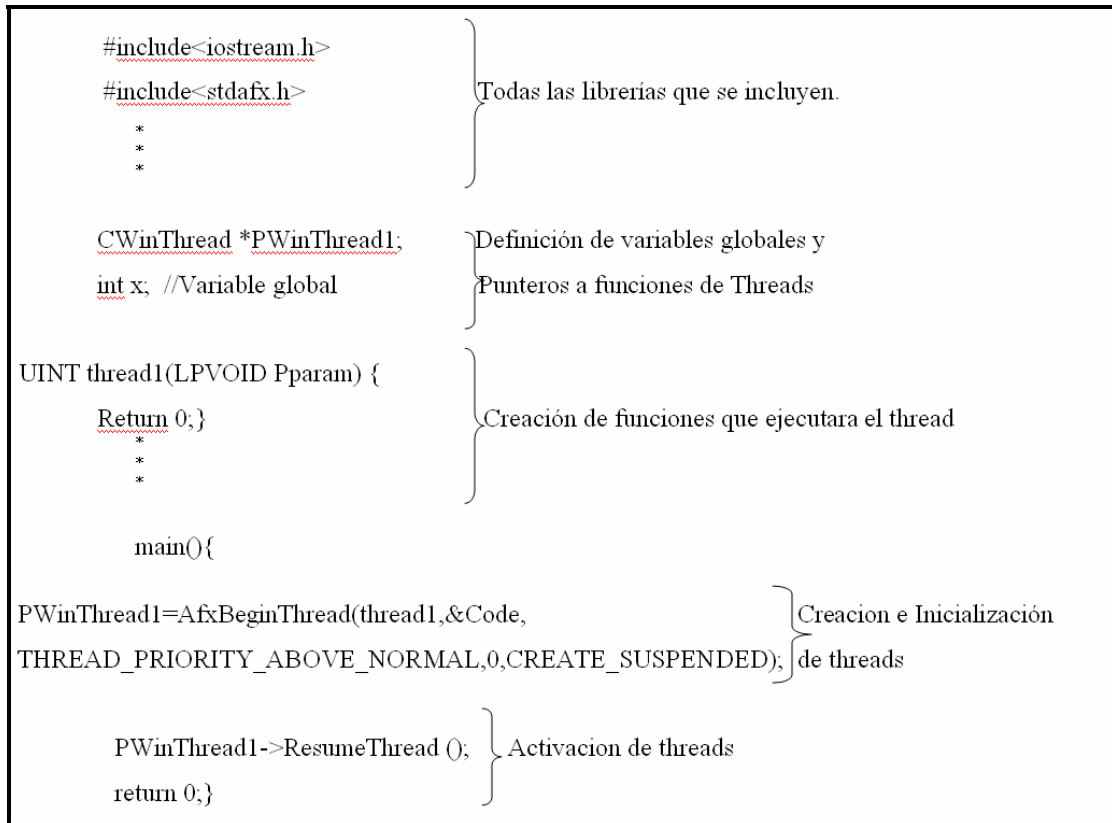 #include<iostream.h>
#include<stdafx.h>
Todas las librerías que se incluyen.
*
*
*
CWinThread *PWinThread1;
Definición de variables globales y
int x; //Variable global
Punteros a funciones de Threads
UINT thread1(LPVOID Pparam) {
Return 0;}
Creación de funciones que ejecutara el thread
*
*
*
main(){
PWinThread1=AfxBeginThread(thread1,&Code,
Creacion e Inicialización
THREAD_PRIORITY_ABOVE_NORMAL,0,CREATE_SUSPENDED);
de threads
PWinThread1->ResumeThread ();
Activacion de threads
return 0;}